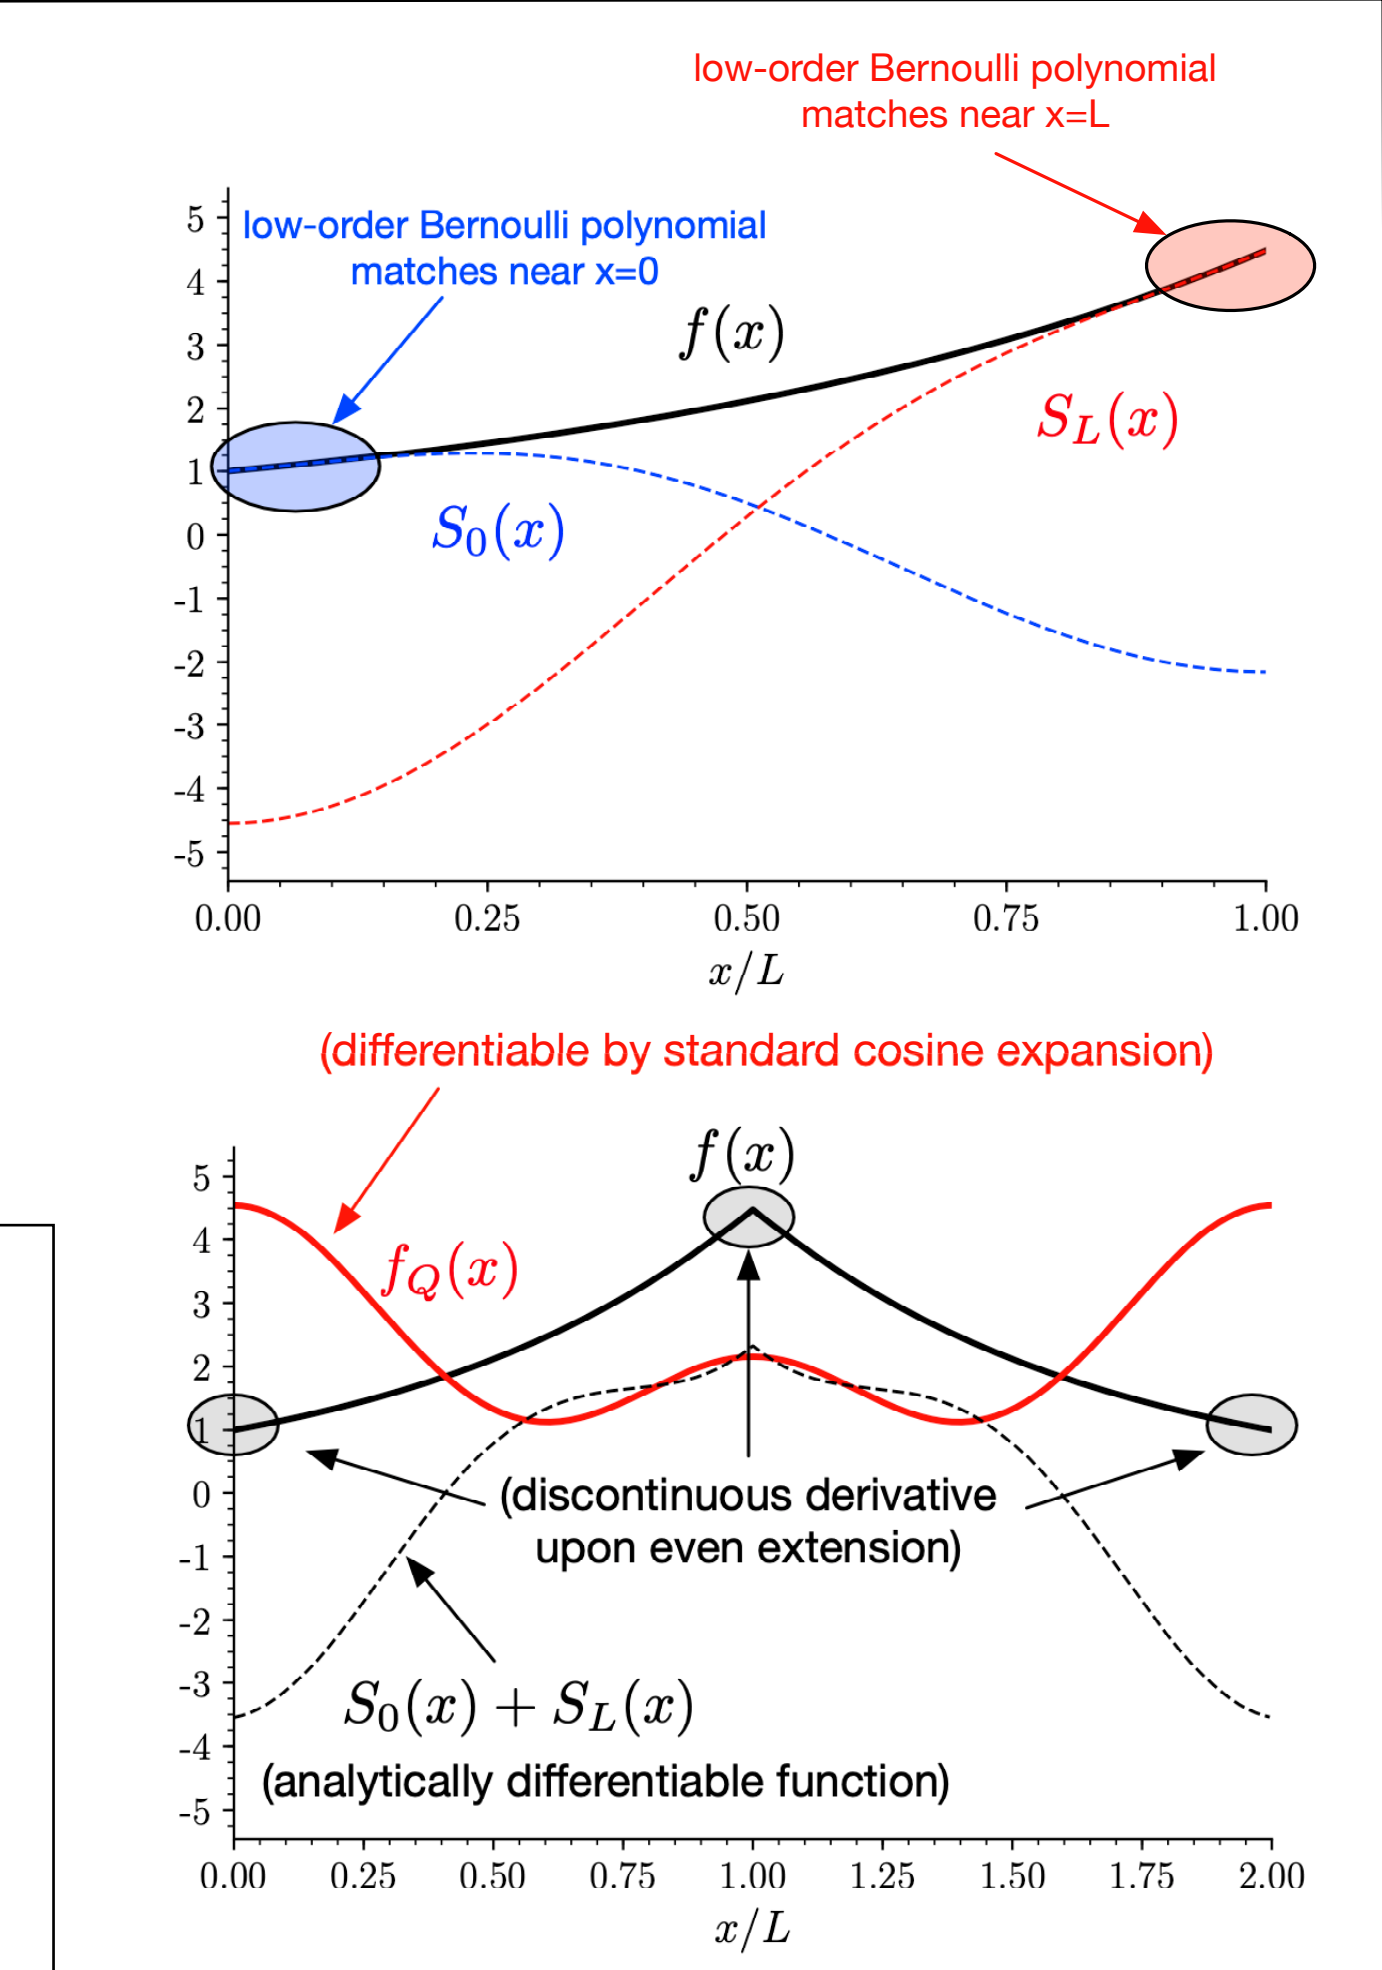 low-order Bernoulli polynomial
matches near x=L
low-order Bernoulli polynomial
matches near x=0
f(x)
S_L(x)
S_0(x)
5
4
3
2
1
0
-1
-2
-3
-4
-5
0.00 0.25 0.50 0.75 1.00
x/L
(differentiable by standard cosine expansion)
f(x)
f_Q(x)
(discontinuous derivative
upon even extension)
S_0(x) + S_L(x)
(analytically differentiable function)
5
4
3
2
1
0
-1
-2
-3
-4
-5
0.00 0.25 0.50 0.75 1.00 1.25 1.50 1.75 2.00
x/L